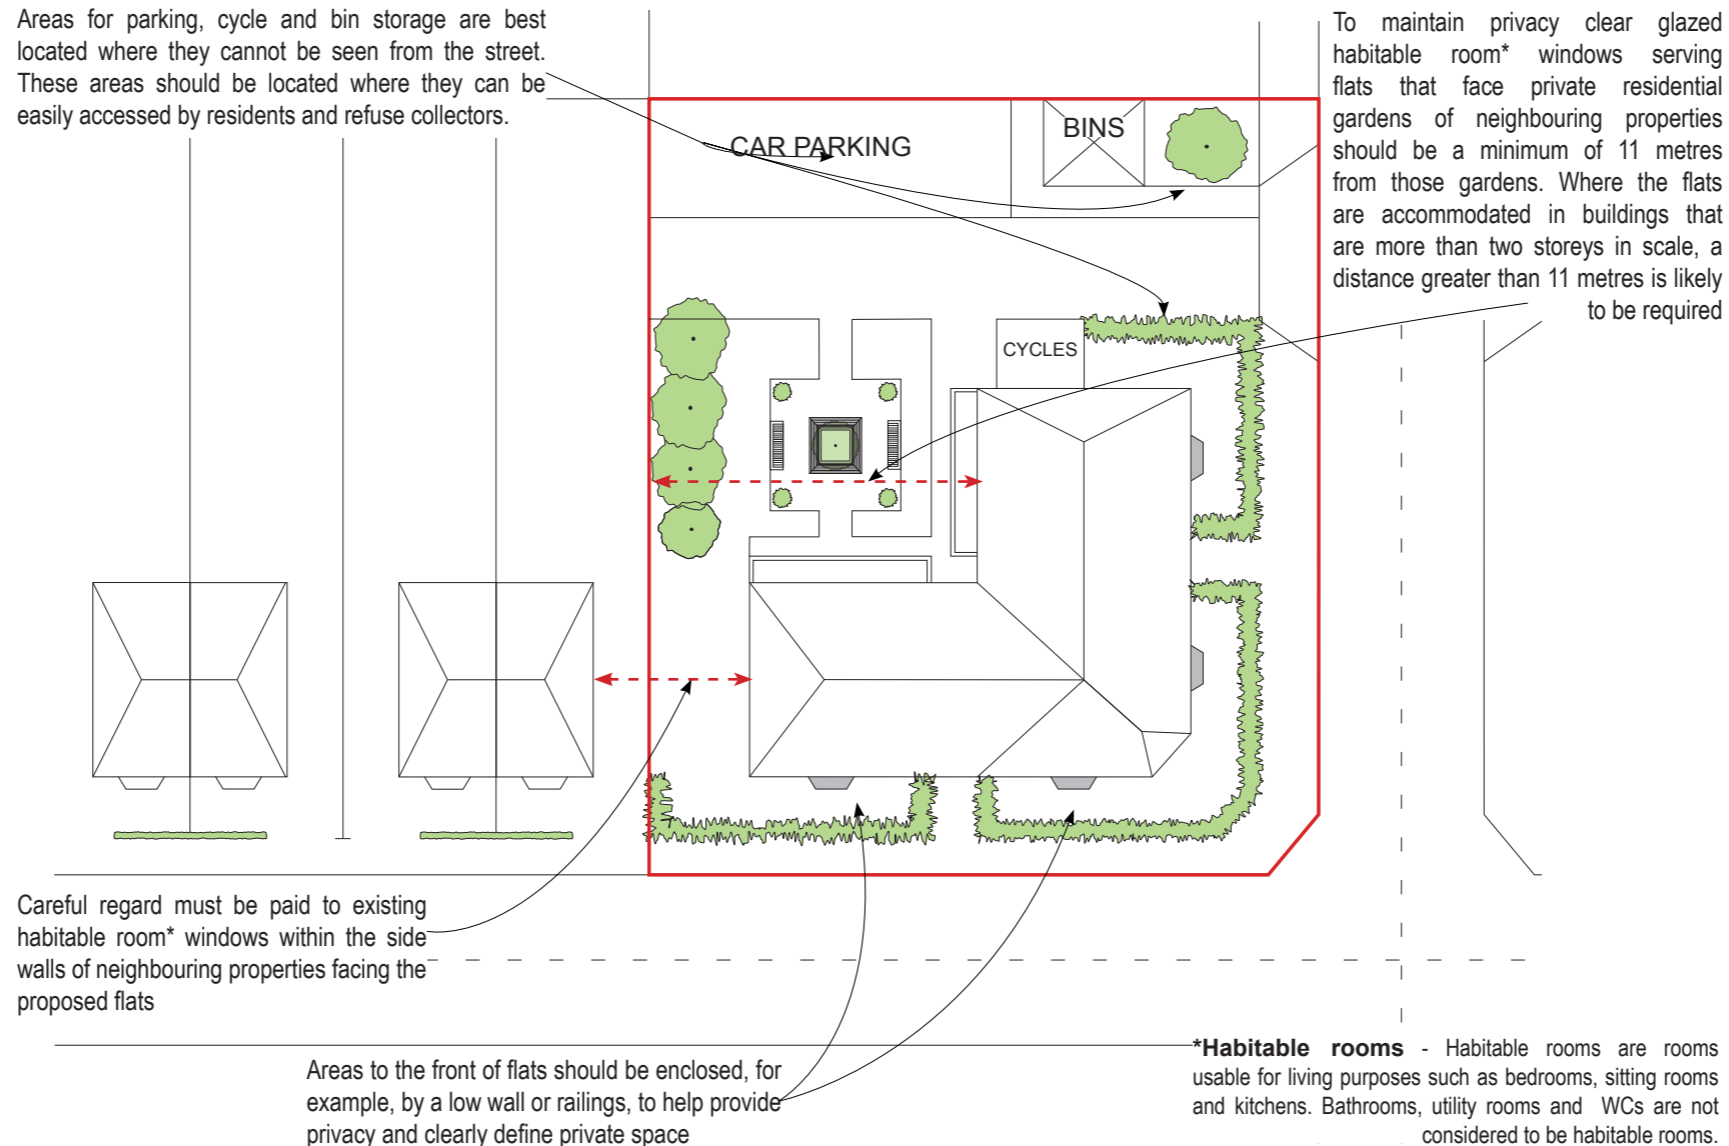 Areas for parking, cycle and bin storage are best
located where they cannot be seen from the street.
These areas should be located where they can be
easily accessed by residents and refuse collectors.
To maintain privacy clear glazed
habitable room* windows serving
flats that face private residential
gardens of neighbouring properties
should be a minimum of 11 metres
from those gardens. Where the flats
are accommodated in buildings that
are more than two storeys in scale, a
distance greater than 11 metres is likely
to be required
CAR PARKING
BINS
CYCLES
Careful regard must be paid to existing
habitable room* windows within the side
walls of neighbouring properties facing the
proposed flats
Areas to the front of flats should be enclosed, for
example, by a low wall or railings, to help provide
privacy and clearly define private space
*Habitable rooms - Habitable rooms are rooms
usable for living purposes such as bedrooms, sitting rooms
and kitchens. Bathrooms, utility rooms and WCs are not
considered to be habitable rooms.